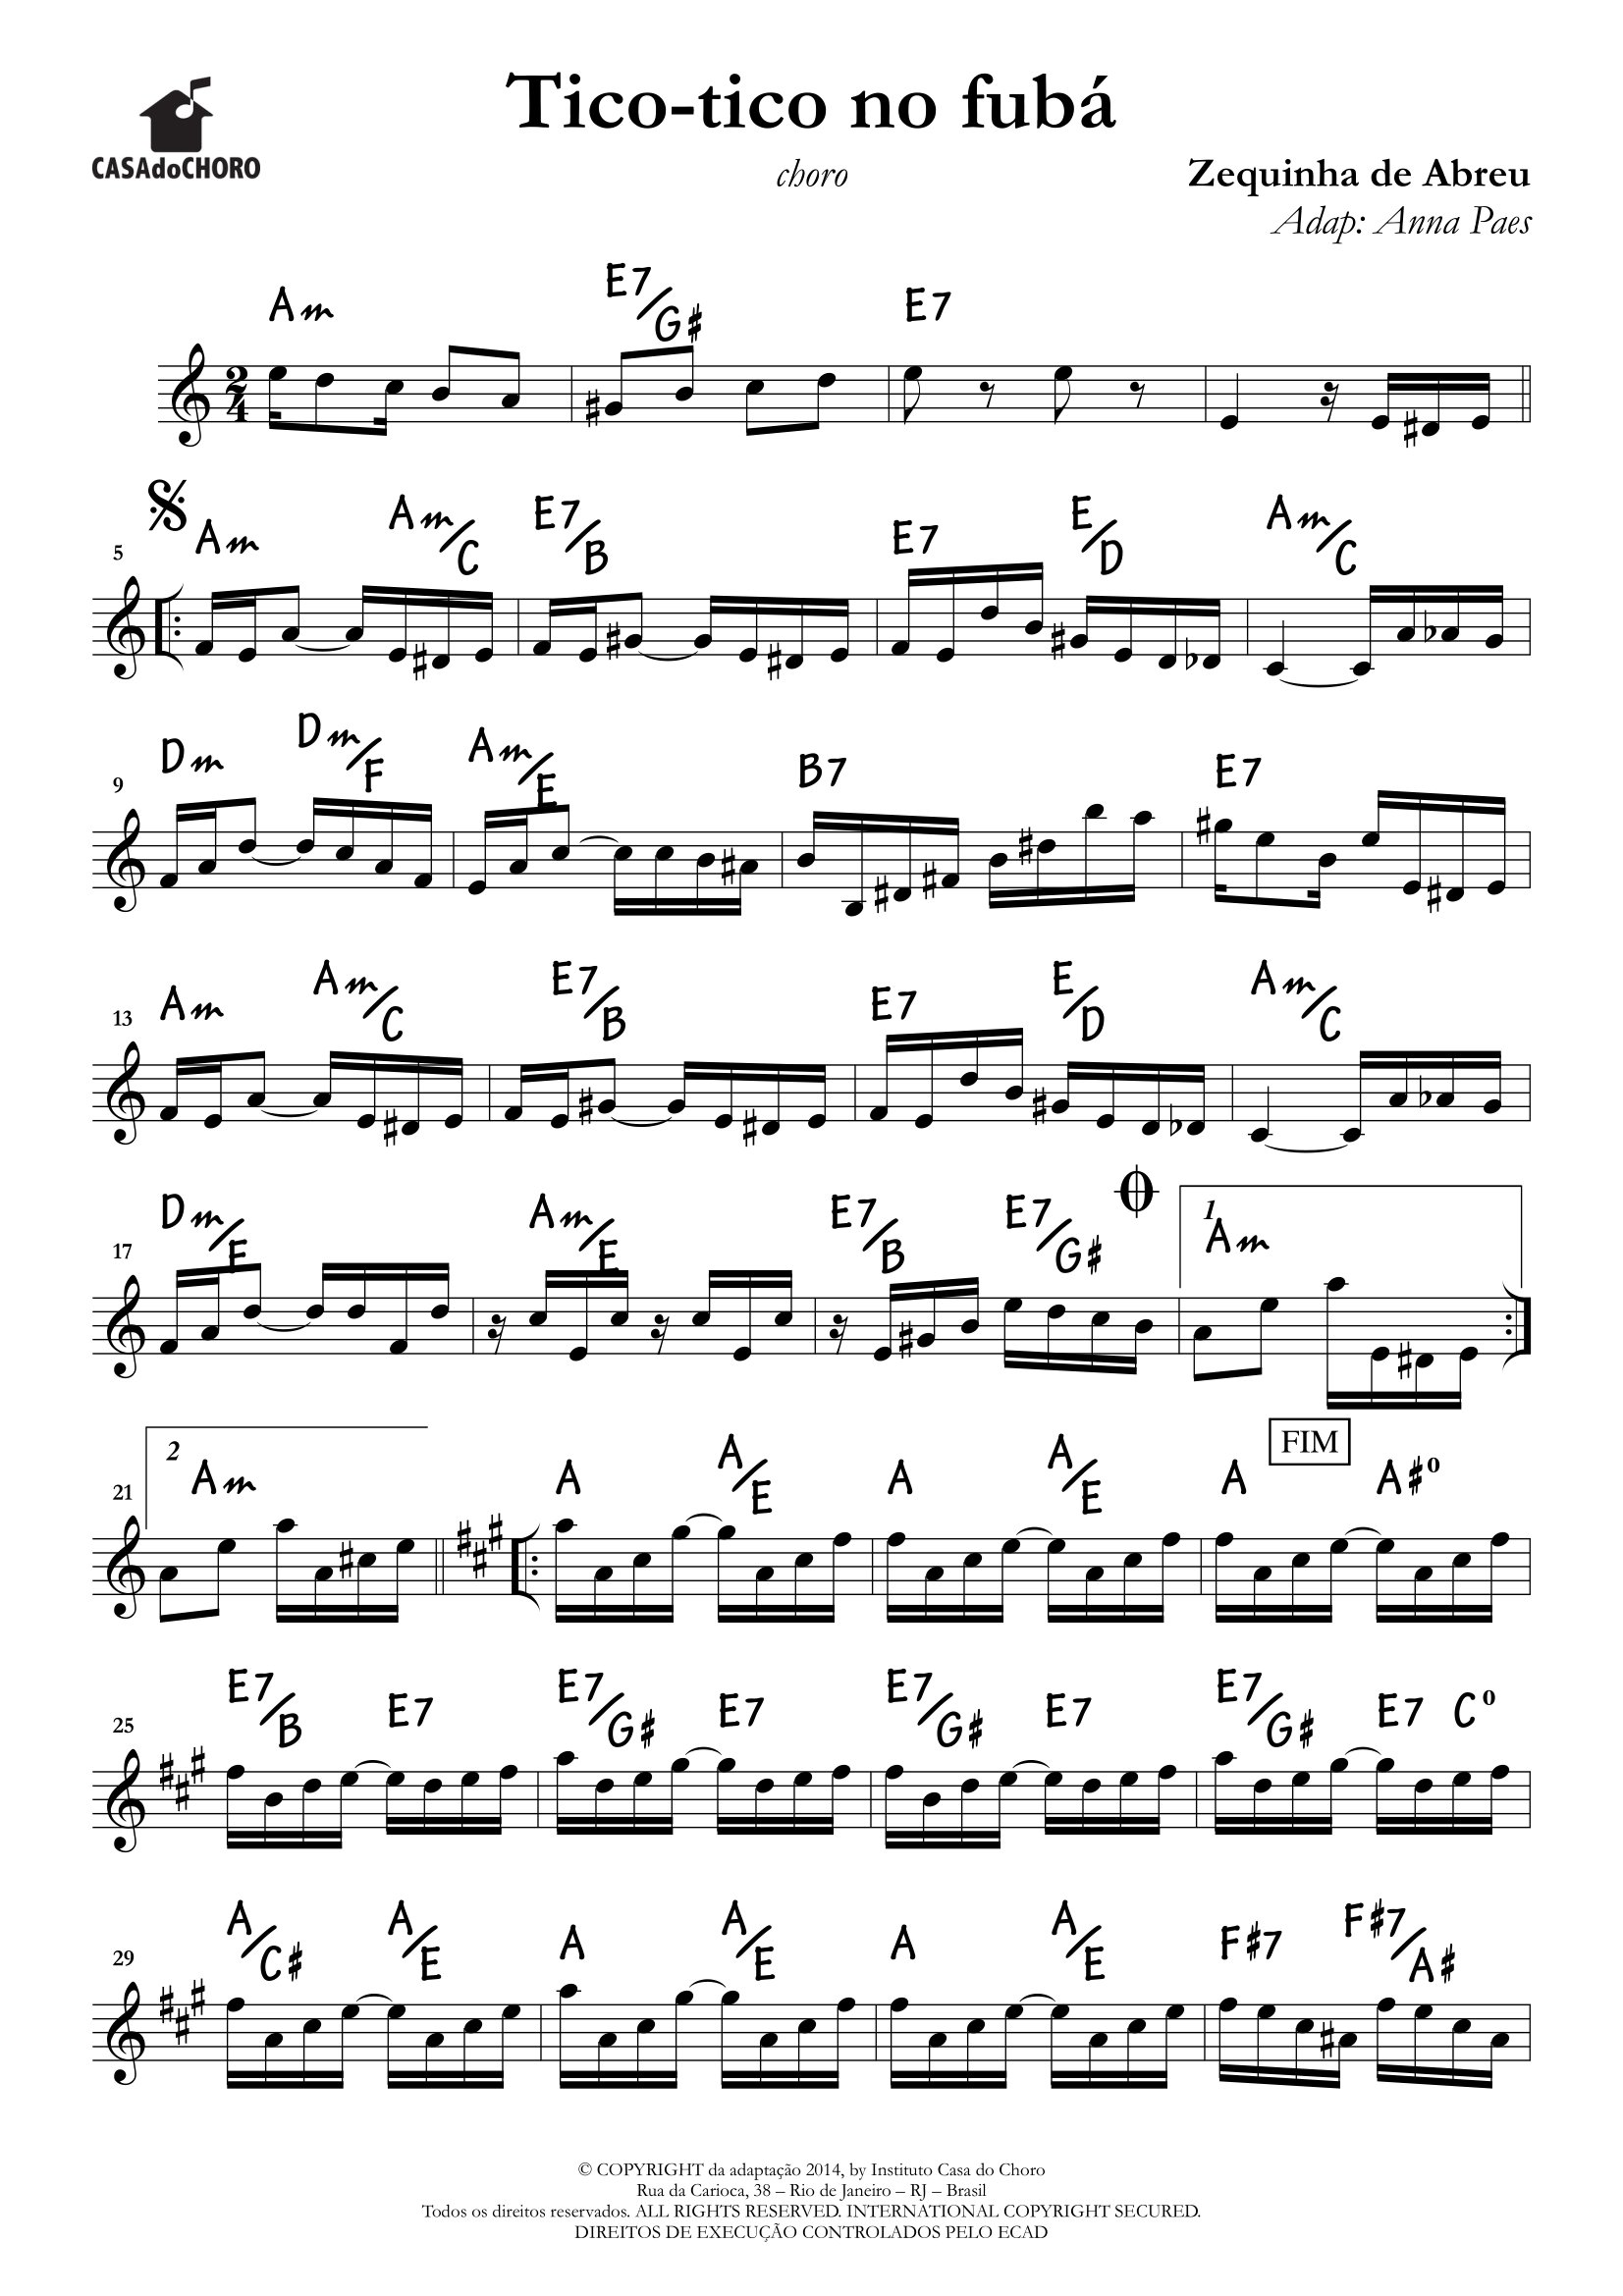 Tico-tico no fubá
CASAdoCHORO
choro
Zequinha de Abreu
Adap: Anna Paes
Am E7/G# E7
2/4
Am Am/C E7/B E7 E/D Am/C
5
Dm Dm/F Am/E B7 E7
9
Am Am/C E7/B E7 E/D Am/C
13
Dm/F Am/E E7/B E7/G# 1 Am
17
2 Am A A/E A A/E A FIM A#º
21
E7/B E7 E7/G# E7 E7/G# E7 E7/G# E7 Cº
25
A/C# A/E A A/E A A/E F#7 F#7/A#
29
© COPYRIGHT da adaptação 2014, by Instituto Casa do Choro
Rua da Carioca, 38 – Rio de Janeiro – RJ – Brasil
Todos os direitos reservados. ALL RIGHTS RESERVED. INTERNATIONAL COPYRIGHT SECURED.
DIREITOS DE EXECUÇÃO CONTROLADOS PELO ECAD